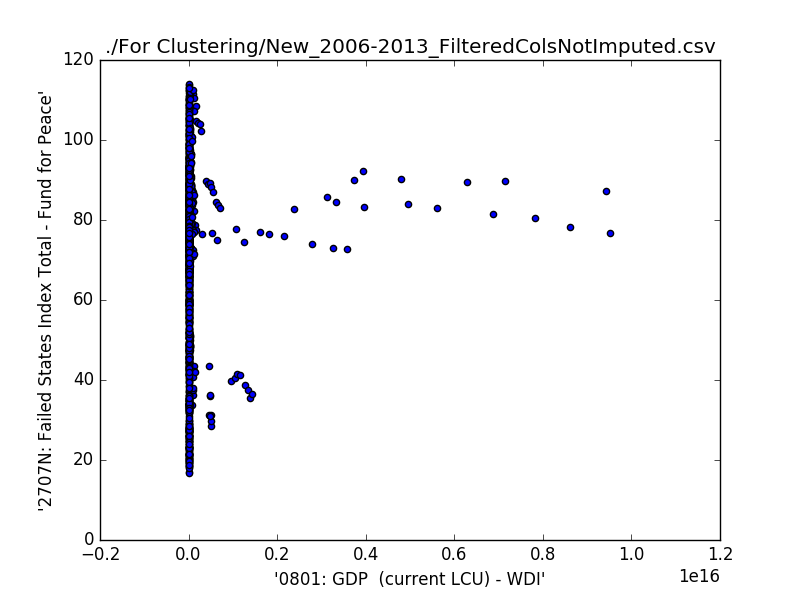 ./For Clustering/New_2006-2013_FilteredColsNotImputed.csv
120
100
80
60
40
20
0
'2707N: Failed States Index Total - Fund for Peace'
−0.2 0.0 0.2 0.4 0.6 0.8 1.0 1.2
1e16
'0801: GDP  (current LCU) - WDI'